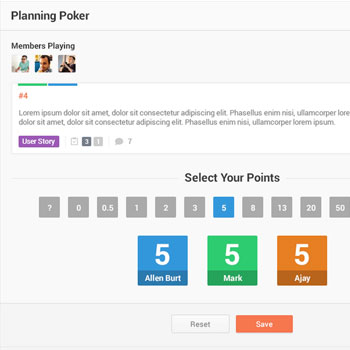 Planning Poker
Members Playing
#4
Lorem ipsum dolor sit amet, dolor sit consectetur adipiscing elit. Phasellus enim nisi, ullamcorper lore
dolor sit amet, dolor sit consectetur adipiscing elit. Phasellus enim nisi, ullamcorper lorem ipsum.
User Story 3 1 7
Select Your Points
? 0 0.5 1 2 3 5 8 13 20 50
5 5 5
Allen Burt Mark Ajay
Reset Save